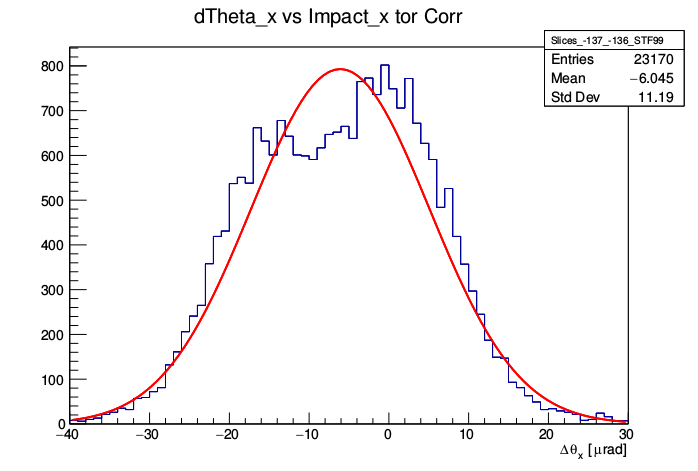 dTheta_x vs Impact_x tor Corr
Slices_-137_-136_STF99
Entries 23170
Mean −6.045
Std Dev 11.19
800
700
600
500
400
300
200
100
0
−40 −30 −20 −10 0 10 20 30
Δθx [μrad]